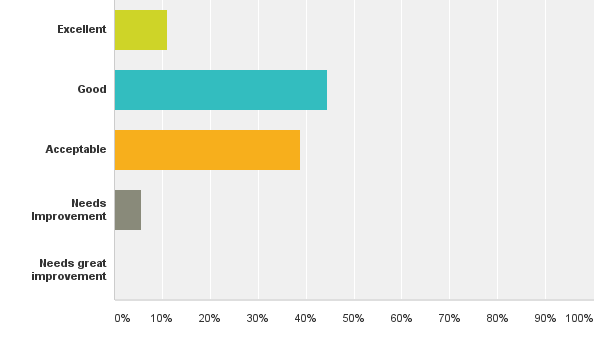 Excellent
Good
Acceptable
Needs
Improvement
Needs great
improvement
0% 10% 20% 30% 40% 50% 60% 70% 80% 90% 100%